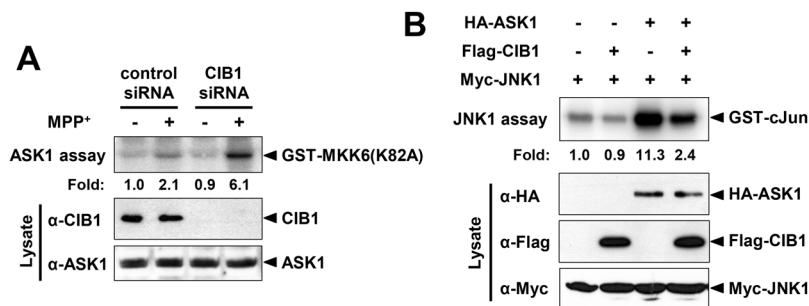 A
control siRNA
CIB1 siRNA
MPP+ - + - +
ASK1 assay GST-MKK6(K82A)
Fold: 1.0 2.1 0.9 6.1
Lysate
α-CIB1 CIB1
α-ASK1 ASK1
B
HA-ASK1 - - + +
Flag-CIB1 - + - +
Myc-JNK1 + + + +
JNK1 assay GST-cJun
Fold: 1.0 0.9 11.3 2.4
Lysate
α-HA HA-ASK1
α-Flag Flag-CIB1
α-Myc Myc-JNK1